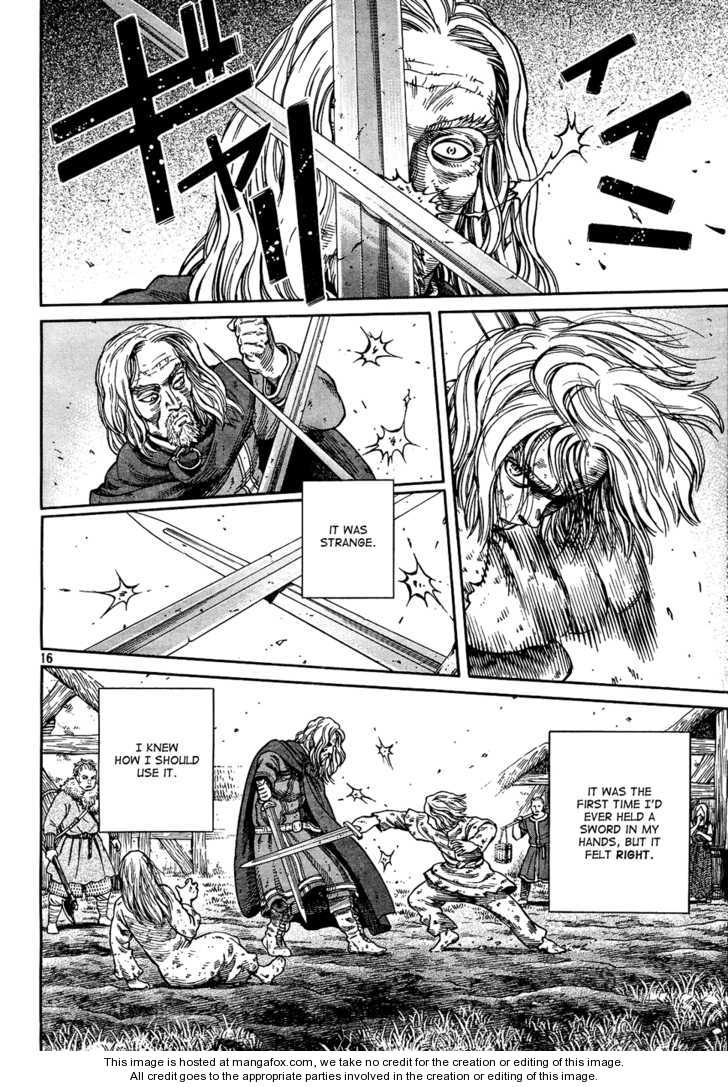 ギャリ
イイン
IT WAS
STRANGE.
16
IT WAS THE
FIRST TIME I'D
EVER HELD A
SWORD IN MY
HANDS, BUT IT
FELT RIGHT.
I KNEW
HOW I SHOULD
USE IT.
This image is hosted at mangafox.com, we take no credit for the creation or editing of this image.
All credit goes to the appropriate parties involved in the creation or editing of this image.